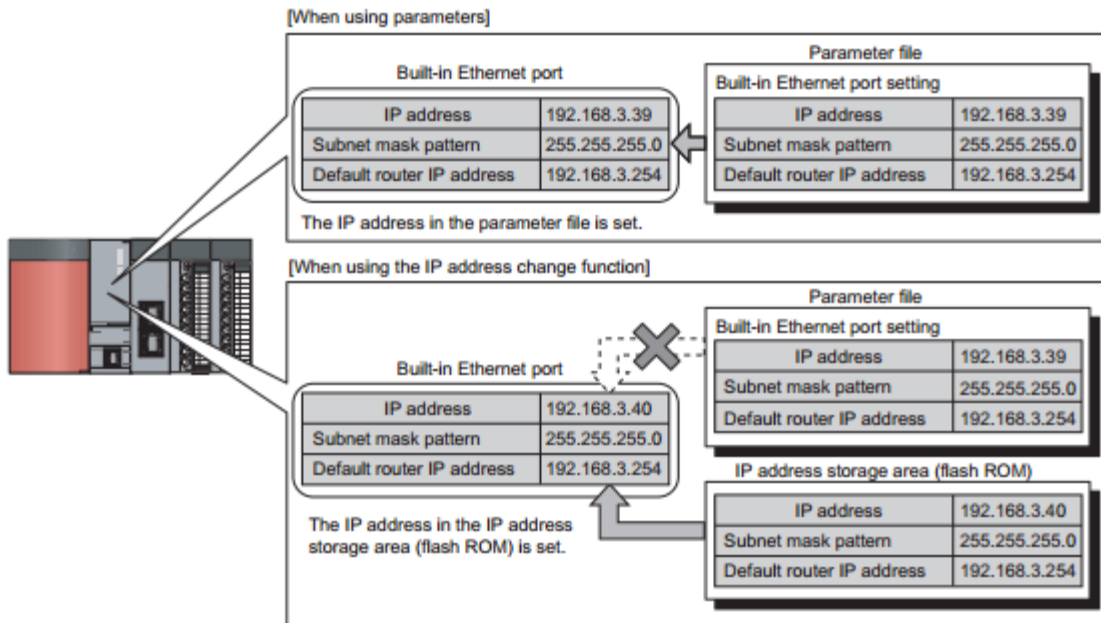 [When using parameters]
Parameter file
Built-in Ethernet port
Built-in Ethernet port setting
IP address 192.168.3.39
Subnet mask pattern 255.255.255.0
Default router IP address 192.168.3.254
IP address 192.168.3.39
Subnet mask pattern 255.255.255.0
Default router IP address 192.168.3.254
The IP address in the parameter file is set.
[When using the IP address change function]
Parameter file
Built-in Ethernet port setting
IP address 192.168.3.39
Subnet mask pattern 255.255.255.0
Default router IP address 192.168.3.254
Built-in Ethernet port
IP address 192.168.3.40
Subnet mask pattern 255.255.255.0
Default router IP address 192.168.3.254
IP address storage area (flash ROM)
IP address 192.168.3.40
Subnet mask pattern 255.255.255.0
Default router IP address 192.168.3.254
The IP address in the IP address
storage area (flash ROM) is set.